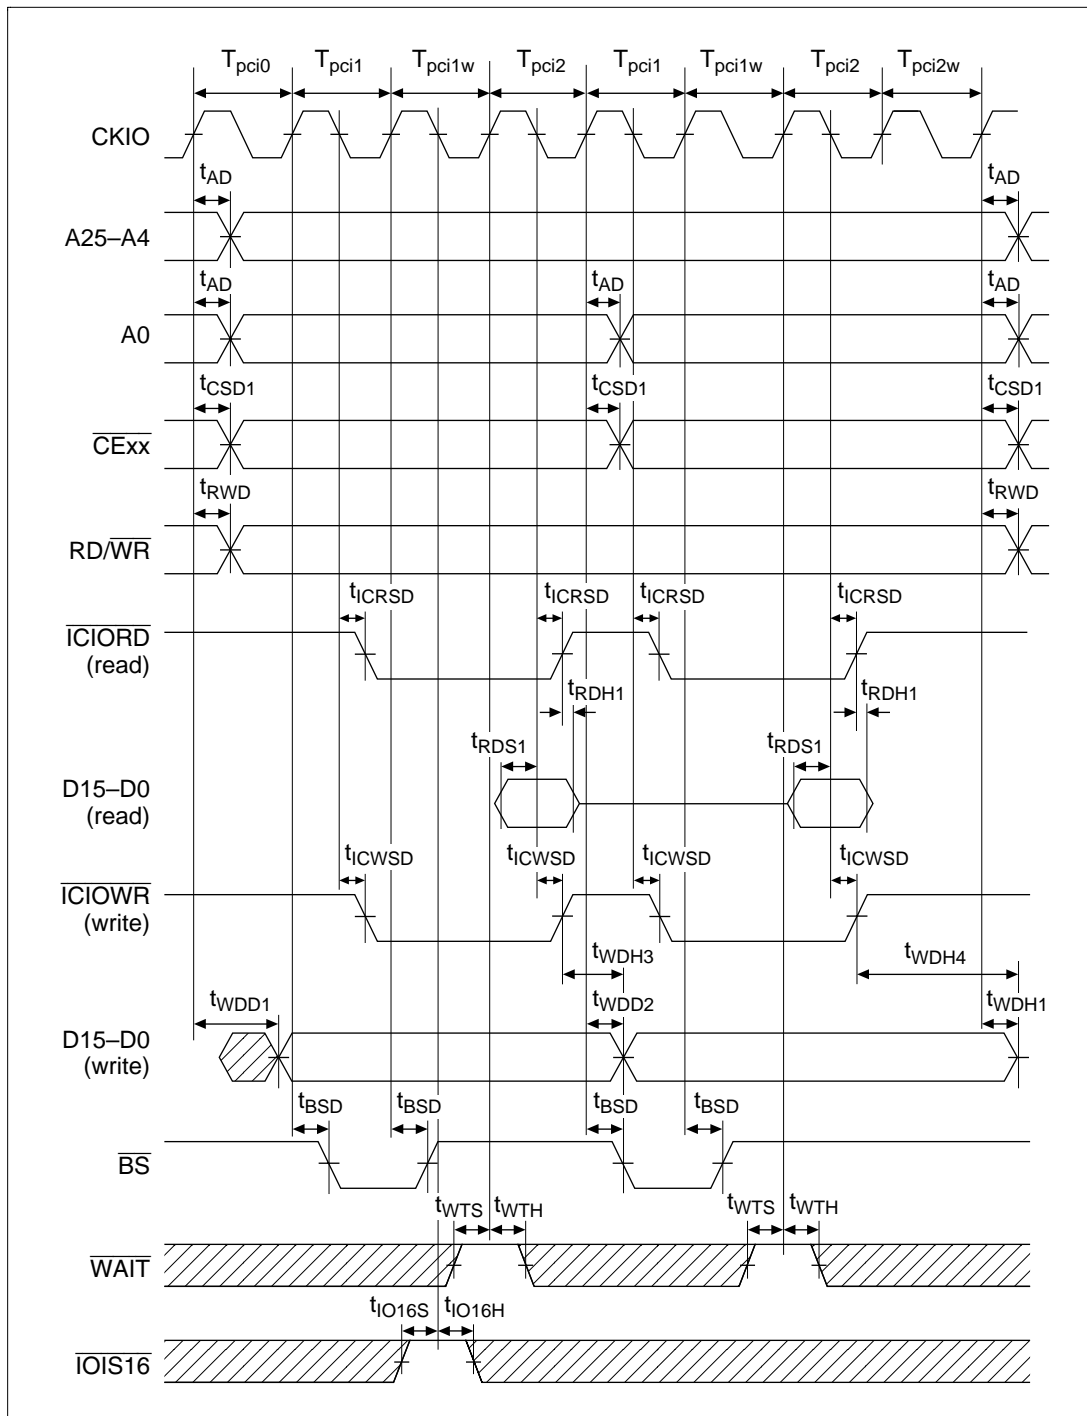 Tpci0 Tpci1 Tpci1w Tpci2 Tpci1 Tpci1w Tpci2 Tpci2w
CKIO
tAD tAD
A25–A4
tAD tAD tAD
A0
tCSD1 tCSD1 tCSD1
CExx
tRWD tRWD
RD/WR
tICRSD tICRSD tICRSD tICRSD
ICIORD
(read)
tRDH1 tRDH1
tRDS1 tRDS1
D15–D0
(read)
tICWSD tICWSD tICWSD tICWSD
ICIOWR
(write)
tWDH3 tWDH4
tWDD1 tWDD2 tWDH1
D15–D0
(write)
tBSD tBSD tBSD tBSD
BS
tWTS tWTH tWTS tWTH
WAIT
tIO16S tIO16H
IOIS16